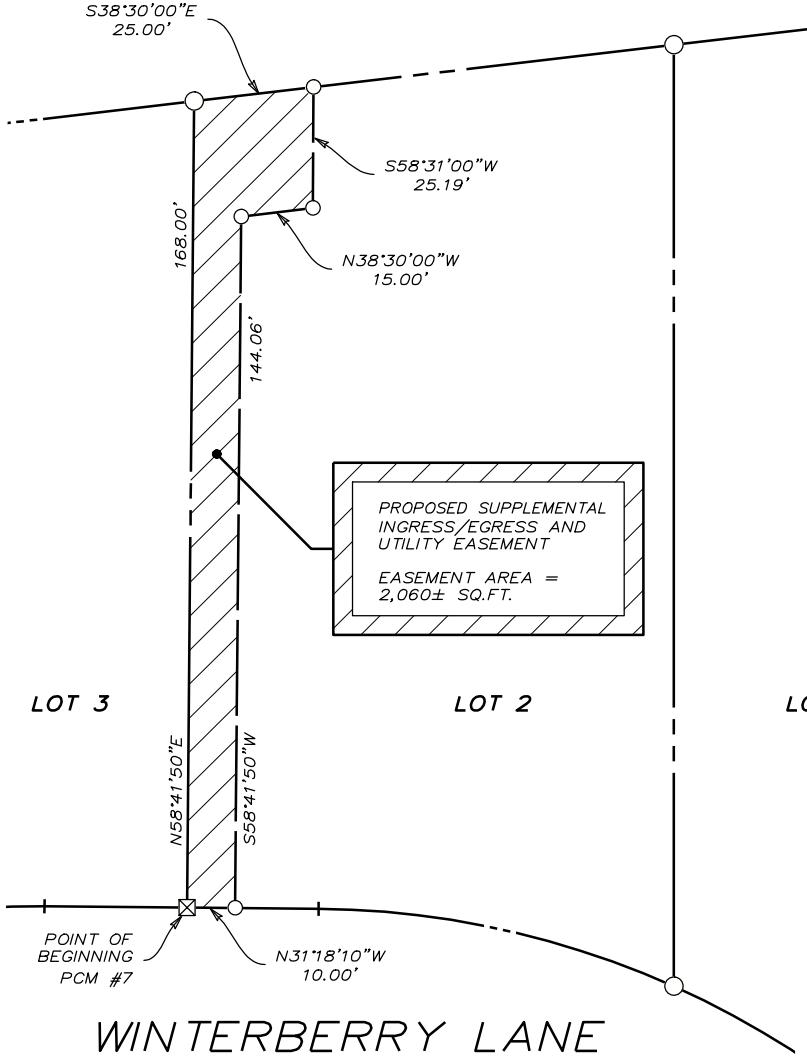 S38°30'00"E
25.00'
S58°31'00"W
25.19'
168.00'
N38°30'00"W
15.00'
144.06'
PROPOSED SUPPLEMENTAL
INGRESS/EGRESS AND
UTILITY EASEMENT
EASEMENT AREA =
2,060± SQ.FT.
LOT 3
LOT 2
LO
N58°41'50"E
S58°41'50"W
POINT OF
BEGINNING
PCM #7
N31°18'10"W
10.00'
WINTERBERRY LANE